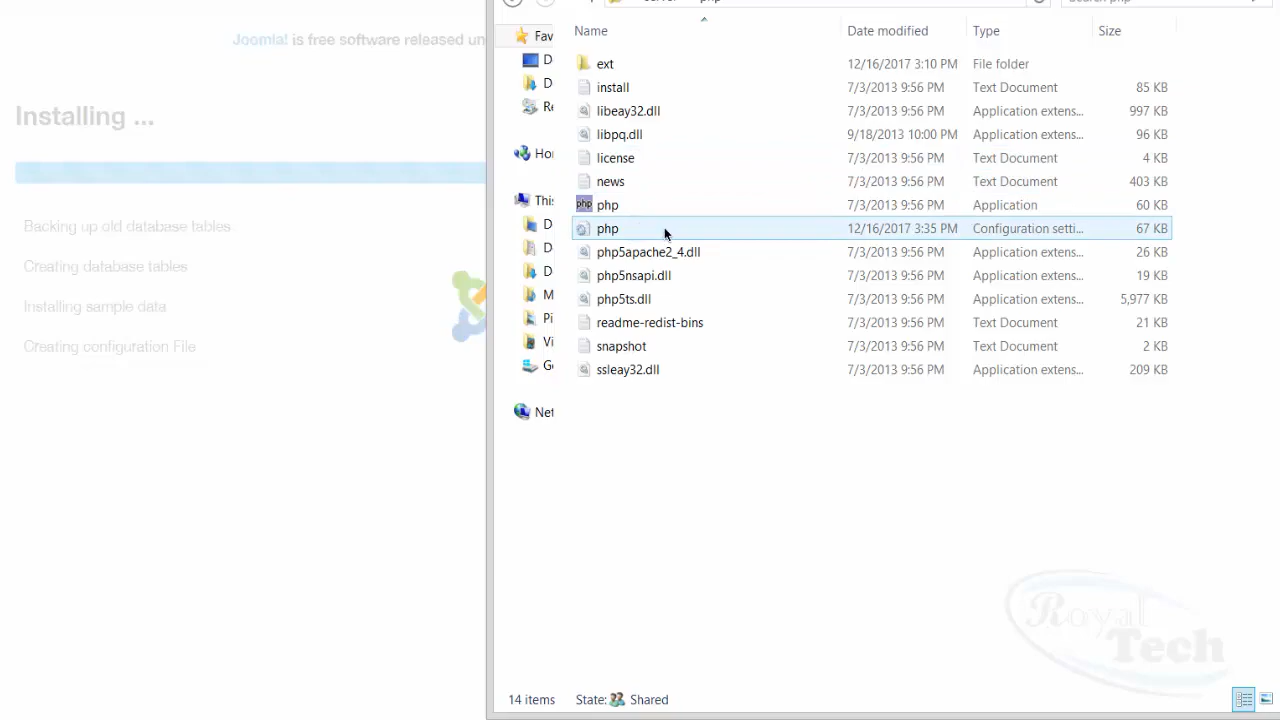 Joomla! is free software released un
Installing ...
Backing up old database tables
Creating database tables
Installing sample data
Creating configuration File
Fav
D
D
Re
Hor
This
D
D
D
M
Pi
Vi
Ge
Net
Name Date modified Type Size
ext 12/16/2017 3:10 PM File folder
install 7/3/2013 9:56 PM Text Document 85 KB
libeay32.dll 7/3/2013 9:56 PM Application extens... 997 KB
libpq.dll 9/18/2013 10:00 PM Application extens... 96 KB
license 7/3/2013 9:56 PM Text Document 4 KB
news 7/3/2013 9:56 PM Text Document 403 KB
php php 7/3/2013 9:56 PM Application 60 KB
php 12/16/2017 3:35 PM Configuration setti... 67 KB
php5apache2_4.dll 7/3/2013 9:56 PM Application extens... 26 KB
php5nsapi.dll 7/3/2013 9:56 PM Application extens... 19 KB
php5ts.dll 7/3/2013 9:56 PM Application extens... 5,977 KB
readme-redist-bins 7/3/2013 9:56 PM Text Document 21 KB
snapshot 7/3/2013 9:56 PM Text Document 2 KB
ssleay32.dll 7/3/2013 9:56 PM Application extens... 209 KB
Royal
Tech
14 items State: Shared